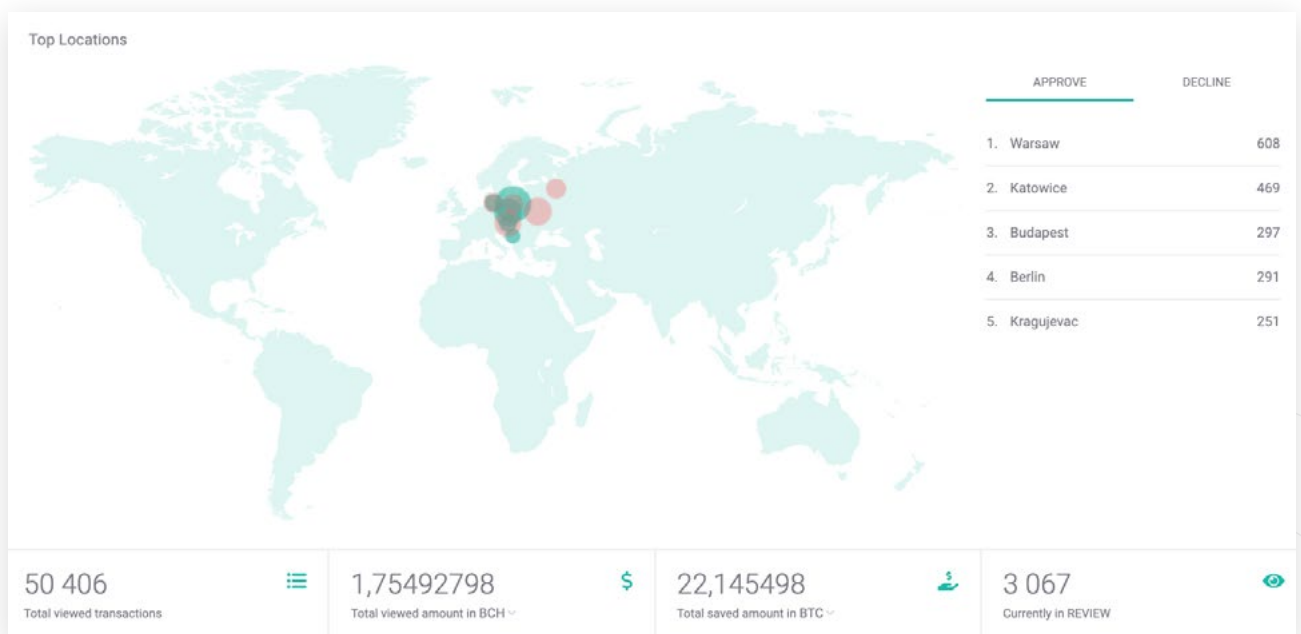 Top Locations
APPROVE DECLINE
1. Warsaw 608
2. Katowice 469
3. Budapest 297
4. Berlin 291
5. Kragujevac 251
50 406
Total viewed transactions
1,75492798
Total viewed amount in BCH
22,145498
Total saved amount in BTC
3 067
Currently in REVIEW